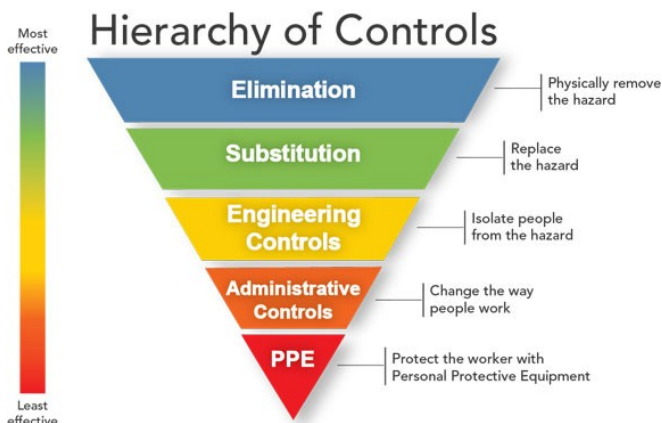 Hierarchy of Controls
Most
effective
Elimination
Physically remove
the hazard
Substitution
Replace
the hazard
Engineering
Controls
Isolate people
from the hazard
Administrative
Controls
Change the way
people work
PPE
Protect the worker with
Personal Protective Equipment
Least
effective